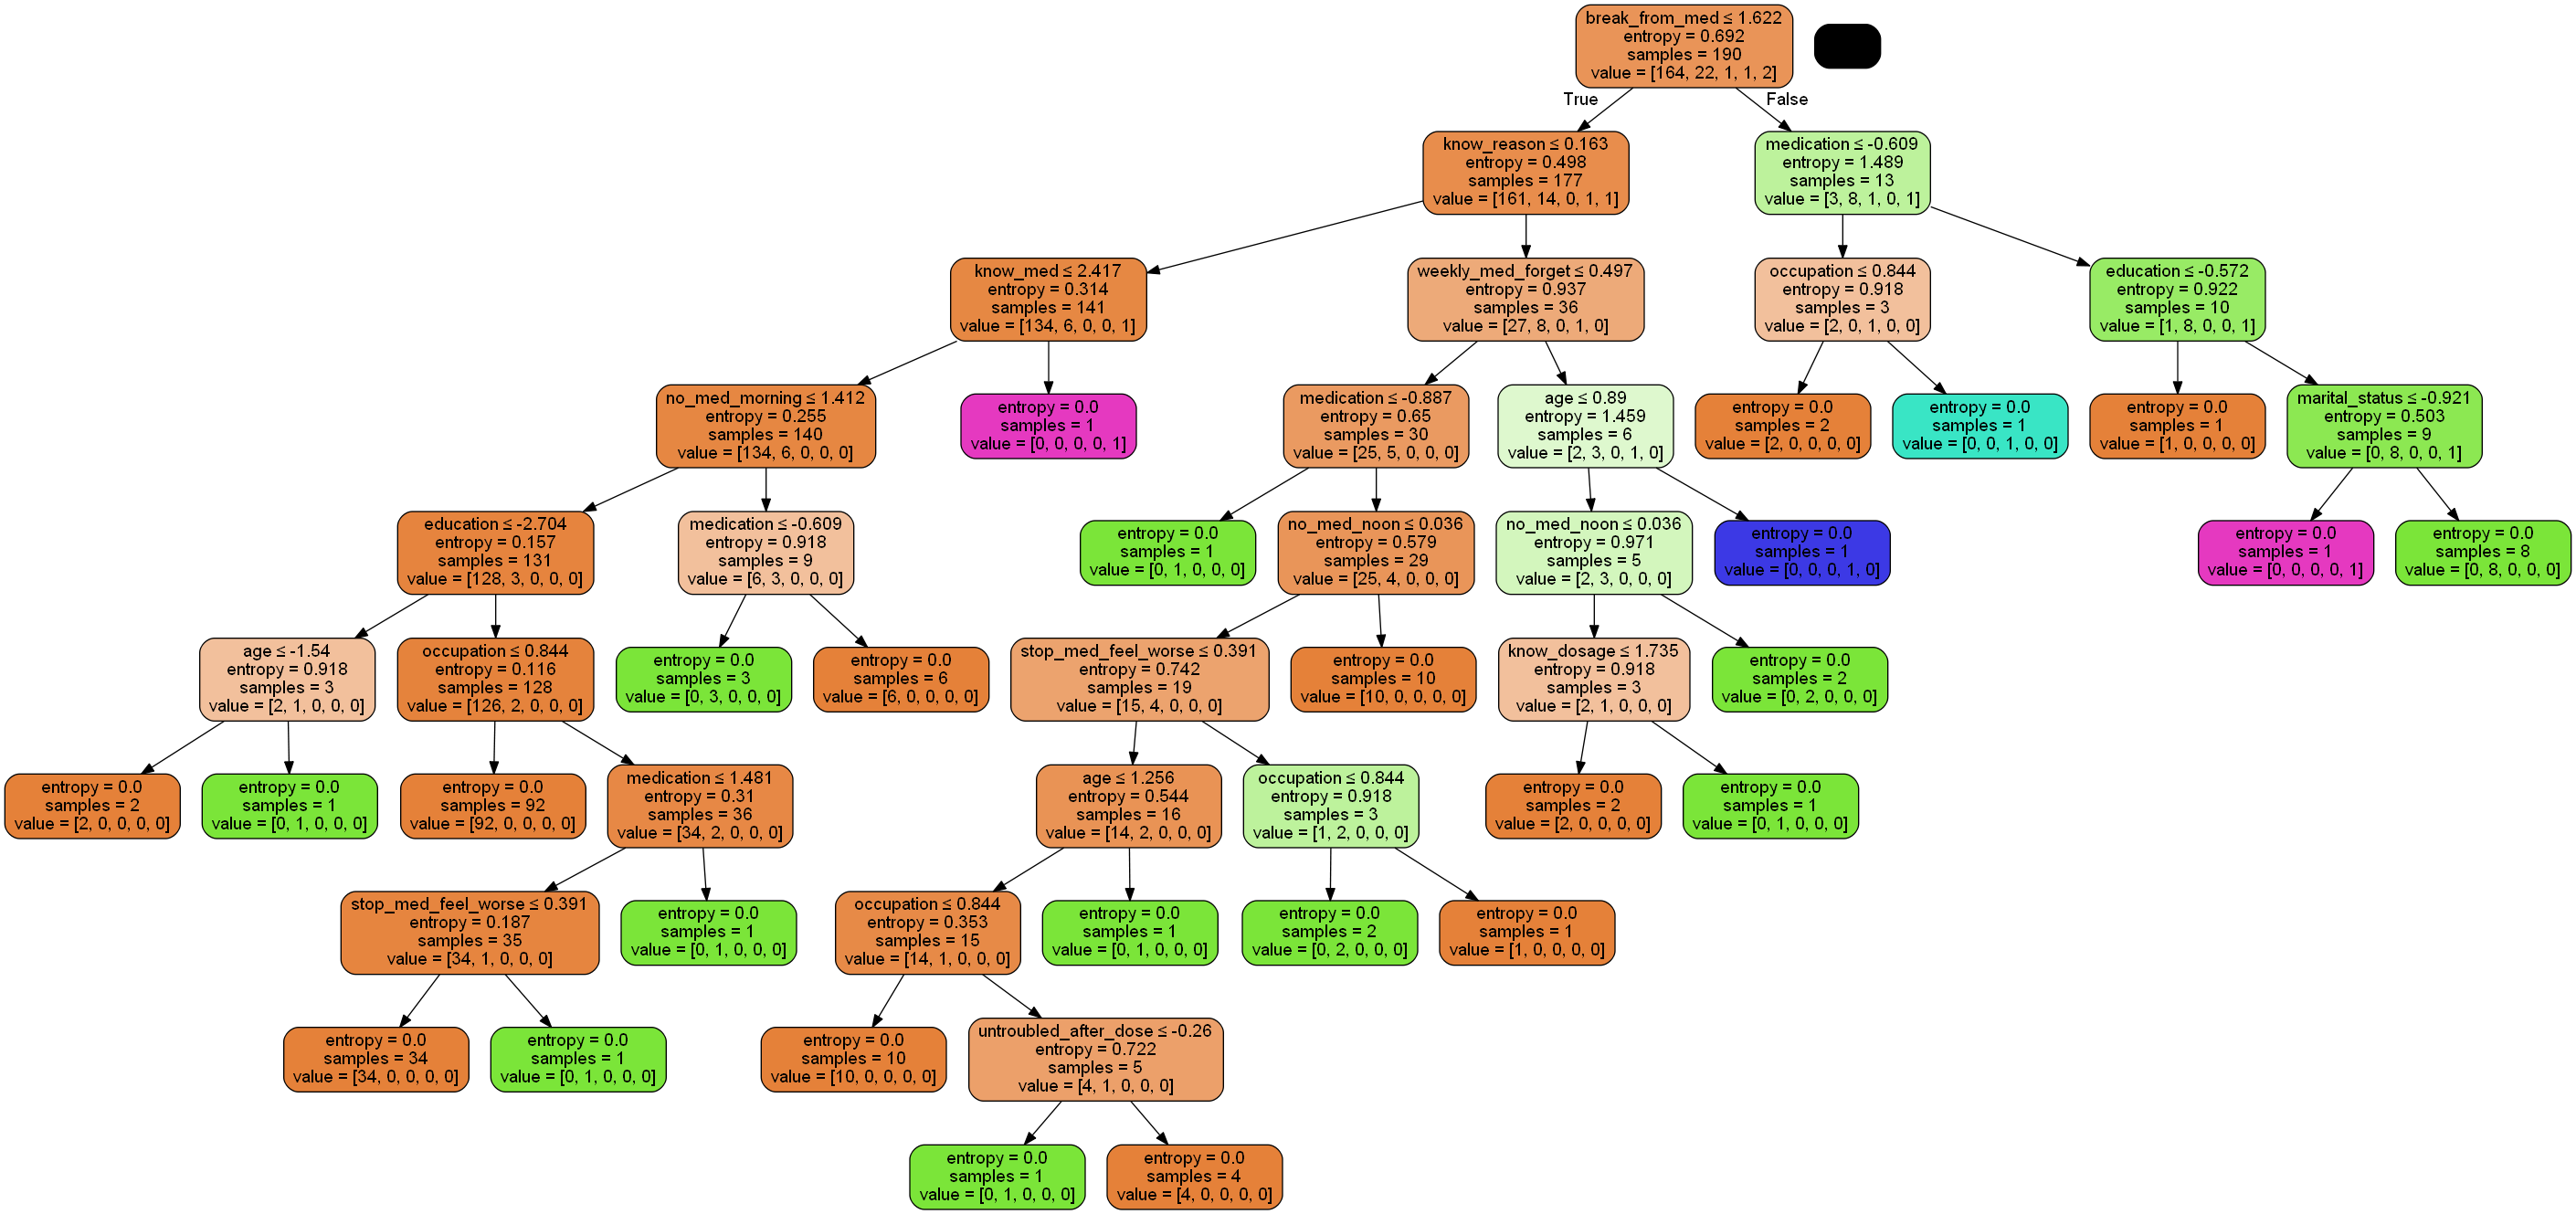 break_from_med ≤ 1.622
entropy = 0.692
samples = 190
value = [164, 22, 1, 1, 2]
True
False
know_reason ≤ 0.163
entropy = 0.498
samples = 177
value = [161, 14, 0, 1, 1]
medication ≤ -0.609
entropy = 1.489
samples = 13
value = [3, 8, 1, 0, 1]
know_med ≤ 2.417
entropy = 0.314
samples = 141
value = [134, 6, 0, 0, 1]
weekly_med_forget ≤ 0.497
entropy = 0.937
samples = 36
value = [27, 8, 0, 1, 0]
occupation ≤ 0.844
entropy = 0.918
samples = 3
value = [2, 0, 1, 0, 0]
education ≤ -0.572
entropy = 0.922
samples = 10
value = [1, 8, 0, 0, 1]
no_med_morning ≤ 1.412
entropy = 0.255
samples = 140
value = [134, 6, 0, 0, 0]
entropy = 0.0
samples = 1
value = [0, 0, 0, 0, 1]
medication ≤ -0.887
entropy = 0.65
samples = 30
value = [25, 5, 0, 0, 0]
age ≤ 0.89
entropy = 1.459
samples = 6
value = [2, 3, 0, 1, 0]
entropy = 0.0
samples = 2
value = [2, 0, 0, 0, 0]
entropy = 0.0
samples = 1
value = [0, 0, 1, 0, 0]
entropy = 0.0
samples = 1
value = [1, 0, 0, 0, 0]
marital_status ≤ -0.921
entropy = 0.503
samples = 9
value = [0, 8, 0, 0, 1]
education ≤ -2.704
entropy = 0.157
samples = 131
value = [128, 3, 0, 0, 0]
medication ≤ -0.609
entropy = 0.918
samples = 9
value = [6, 3, 0, 0, 0]
entropy = 0.0
samples = 1
value = [0, 1, 0, 0, 0]
no_med_noon ≤ 0.036
entropy = 0.579
samples = 29
value = [25, 4, 0, 0, 0]
no_med_noon ≤ 0.036
entropy = 0.971
samples = 5
value = [2, 3, 0, 0, 0]
entropy = 0.0
samples = 1
value = [0, 0, 0, 1, 0]
entropy = 0.0
samples = 1
value = [0, 0, 0, 0, 1]
entropy = 0.0
samples = 8
value = [0, 8, 0, 0, 0]
age ≤ -1.54
entropy = 0.918
samples = 3
value = [2, 1, 0, 0, 0]
occupation ≤ 0.844
entropy = 0.116
samples = 128
value = [126, 2, 0, 0, 0]
entropy = 0.0
samples = 3
value = [0, 3, 0, 0, 0]
entropy = 0.0
samples = 6
value = [6, 0, 0, 0, 0]
stop_med_feel_worse ≤ 0.391
entropy = 0.742
samples = 19
value = [15, 4, 0, 0, 0]
entropy = 0.0
samples = 10
value = [10, 0, 0, 0, 0]
know_dosage ≤ 1.735
entropy = 0.918
samples = 3
value = [2, 1, 0, 0, 0]
entropy = 0.0
samples = 2
value = [0, 2, 0, 0, 0]
entropy = 0.0
samples = 2
value = [2, 0, 0, 0, 0]
entropy = 0.0
samples = 1
value = [0, 1, 0, 0, 0]
entropy = 0.0
samples = 92
value = [92, 0, 0, 0, 0]
medication ≤ 1.481
entropy = 0.31
samples = 36
value = [34, 2, 0, 0, 0]
age ≤ 1.256
entropy = 0.544
samples = 16
value = [14, 2, 0, 0, 0]
occupation ≤ 0.844
entropy = 0.918
samples = 3
value = [1, 2, 0, 0, 0]
entropy = 0.0
samples = 2
value = [2, 0, 0, 0, 0]
entropy = 0.0
samples = 1
value = [0, 1, 0, 0, 0]
stop_med_feel_worse ≤ 0.391
entropy = 0.187
samples = 35
value = [34, 1, 0, 0, 0]
entropy = 0.0
samples = 1
value = [0, 1, 0, 0, 0]
occupation ≤ 0.844
entropy = 0.353
samples = 15
value = [14, 1, 0, 0, 0]
entropy = 0.0
samples = 1
value = [0, 1, 0, 0, 0]
entropy = 0.0
samples = 2
value = [0, 2, 0, 0, 0]
entropy = 0.0
samples = 1
value = [1, 0, 0, 0, 0]
entropy = 0.0
samples = 34
value = [34, 0, 0, 0, 0]
entropy = 0.0
samples = 1
value = [0, 1, 0, 0, 0]
entropy = 0.0
samples = 10
value = [10, 0, 0, 0, 0]
untroubled_after_dose ≤ -0.26
entropy = 0.722
samples = 5
value = [4, 1, 0, 0, 0]
entropy = 0.0
samples = 1
value = [0, 1, 0, 0, 0]
entropy = 0.0
samples = 4
value = [4, 0, 0, 0, 0]